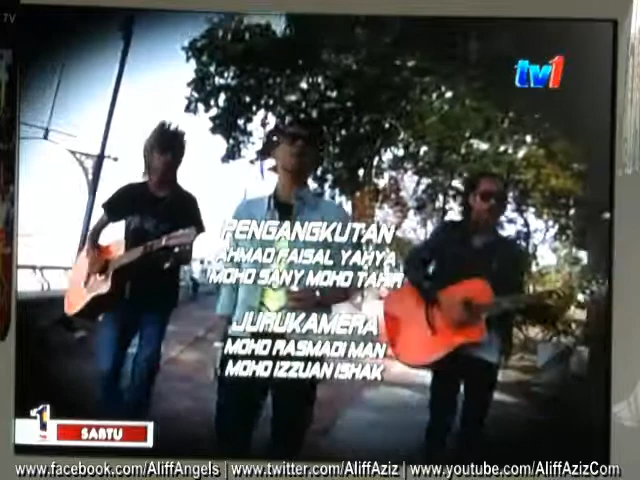 TV
tv1
PENGANGKUTAN
AHMAD FAISAL YAHYA
MOHD SANY MOHD TAHIR
JURUKAMERA
MOHD RASMADI MAN
MOHD IZZUAN ISHAK
1
SABTU
www.facebook.com/AliffAngels | www.twitter.com/AliffAziz | www.youtube.com/AliffAzizCom